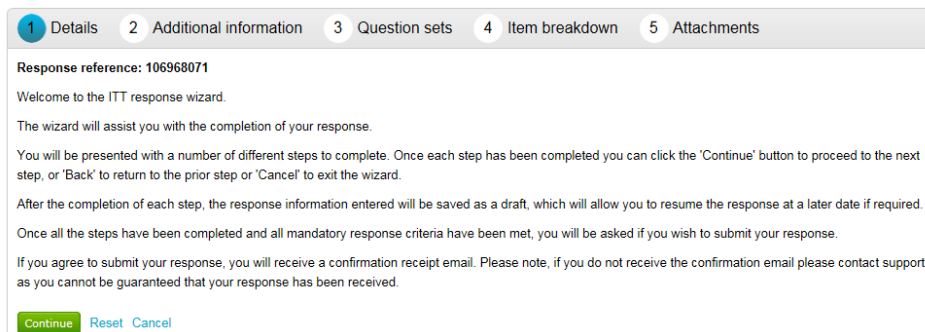 1 Details 2 Additional information 3 Question sets 4 Item breakdown 5 Attachments
Response reference: 106968071
Welcome to the ITT response wizard.
The wizard will assist you with the completion of your response.
You will be presented with a number of different steps to complete. Once each step has been completed you can click the 'Continue' button to proceed to the next
step, or 'Back' to return to the prior step or 'Cancel' to exit the wizard.
After the completion of each step, the response information entered will be saved as a draft, which will allow you to resume the response at a later date if required.
Once all the steps have been completed and all mandatory response criteria have been met, you will be asked if you wish to submit your response.
If you agree to submit your response, you will receive a confirmation receipt email. Please note, if you do not receive the confirmation email please contact support
as you cannot be guaranteed that your response has been received.
Continue Reset Cancel